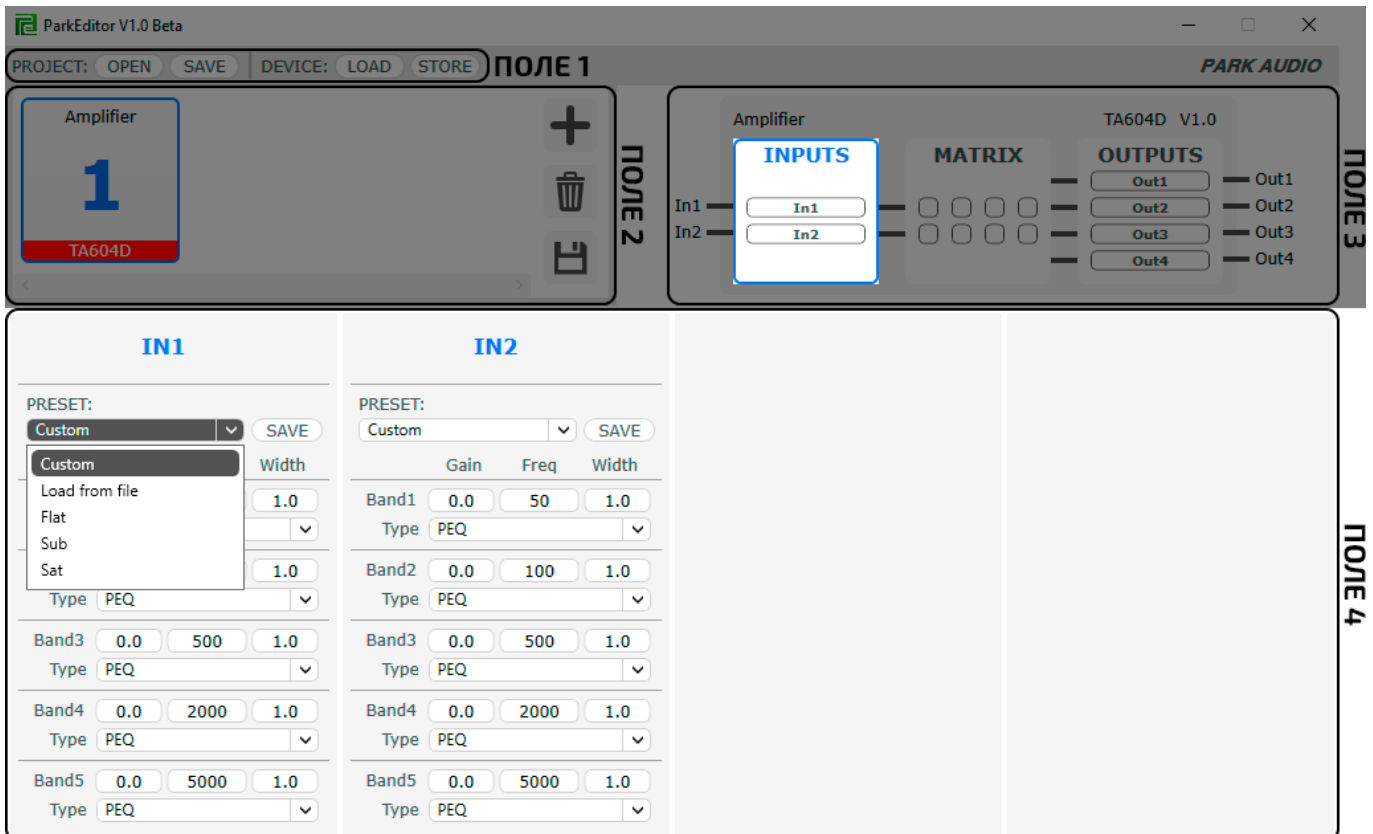 ParkEditor V1.0 Beta
PROJECT: OPEN SAVE DEVICE: LOAD STORE ПОЛЕ 1 PARK AUDIO
Amplifier
1
TA604D
ПОЛЕ 2
Amplifier TA604D V1.0
INPUTS MATRIX OUTPUTS
Out1 Out1
In1 In1 Out2 Out2
In2 In2 Out3 Out3
Out4 Out4
ПОЛЕ 3
IN1 IN2
PRESET: PRESET:
Custom SAVE Custom SAVE
Custom Width Gain Freq Width
Load from file 1.0 Band1 0.0 50 1.0
Flat Type PEQ
Sub
Sat 1.0 Band2 0.0 100 1.0
Type PEQ Type PEQ
Band3 0.0 500 1.0 Band3 0.0 500 1.0
Type PEQ Type PEQ
Band4 0.0 2000 1.0 Band4 0.0 2000 1.0
Type PEQ Type PEQ
Band5 0.0 5000 1.0 Band5 0.0 5000 1.0
Type PEQ Type PEQ
ПОЛЕ 4